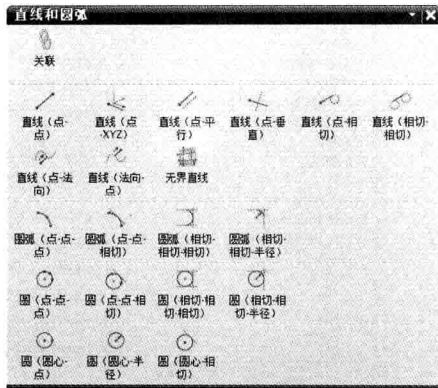 直线和圆弧
关联
直线（点-
点）
直线（点
-XYZ）
直线（点-平
行）
直线（点-垂
直）
直线（点-相
切）
直线（相切-
相切）
直线（点-法
向）
直线（法向-
点）
无界直线
圆弧（点-点-
点）
圆弧（点-点-
相切）
圆弧（相切-
相切-相切）
圆弧（相切-
相切-半径）
圆（点-点-
点）
圆（点-点-相
切）
圆（相切-相
切-相切）
圆（相切-相
切-半径）
圆（圆心-
点）
圆（圆心-半
径）
圆（圆心-相
切）